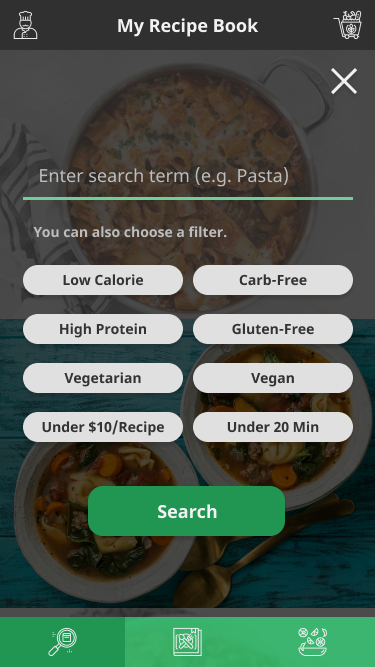 My Recipe Book
Enter search term (e.g. Pasta)
You can also choose a filter.
Low Calorie
Carb-Free
High Protein
Gluten-Free
Vegetarian
Vegan
Under $10/Recipe
Under 20 Min
Search